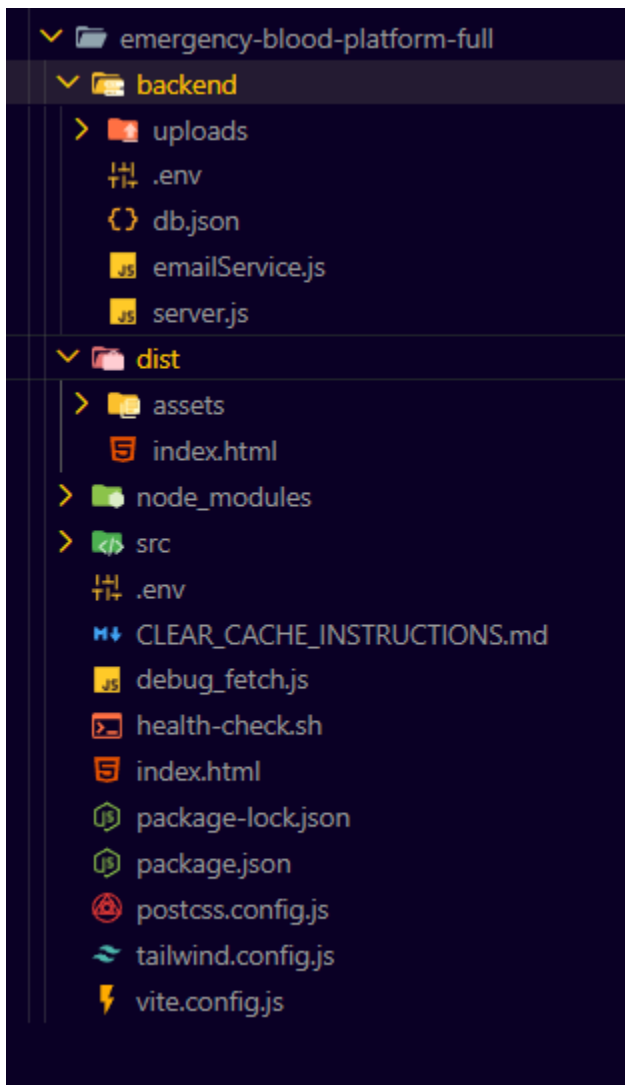 emergency-blood-platform-full
backend
uploads
.env
db.json
emailService.js
server.js
dist
assets
index.html
node_modules
src
.env
CLEAR_CACHE_INSTRUCTIONS.md
debug_fetch.js
health-check.sh
index.html
package-lock.json
package.json
postcss.config.js
tailwind.config.js
vite.config.js